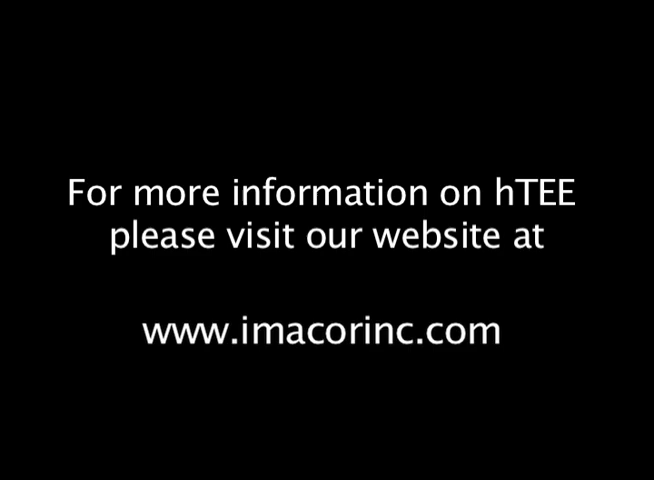 For more information on hTEE
please visit our website at
www.imacorinc.com